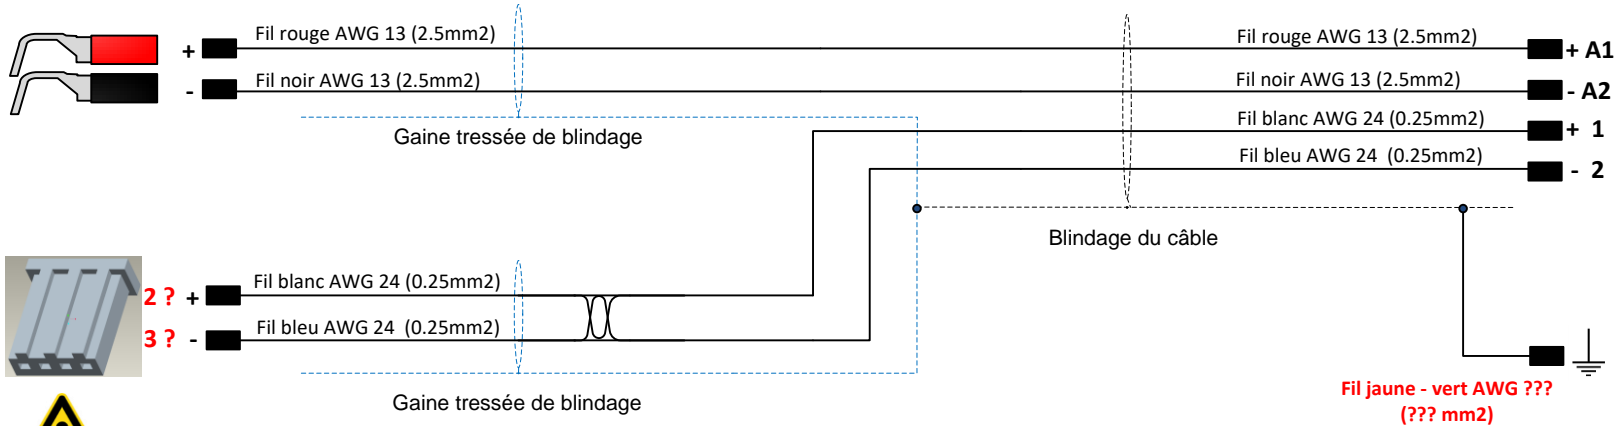 Fil rouge AWG 13 (2.5mm2)
Fil rouge AWG 13 (2.5mm2)
+
+ A1
Fil noir AWG 13 (2.5mm2)
Fil noir AWG 13 (2.5mm2)
-
- A2
Gaine tressée de blindage
Fil blanc AWG 24 (0.25mm2)
+ 1
Fil bleu AWG 24 (0.25mm2)
- 2
Blindage du câble
Fil blanc AWG 24 (0.25mm2)
2 ? +
Fil bleu AWG 24 (0.25mm2)
3 ? -
Gaine tressée de blindage
Fil jaune - vert AWG ???
(??? mm2)